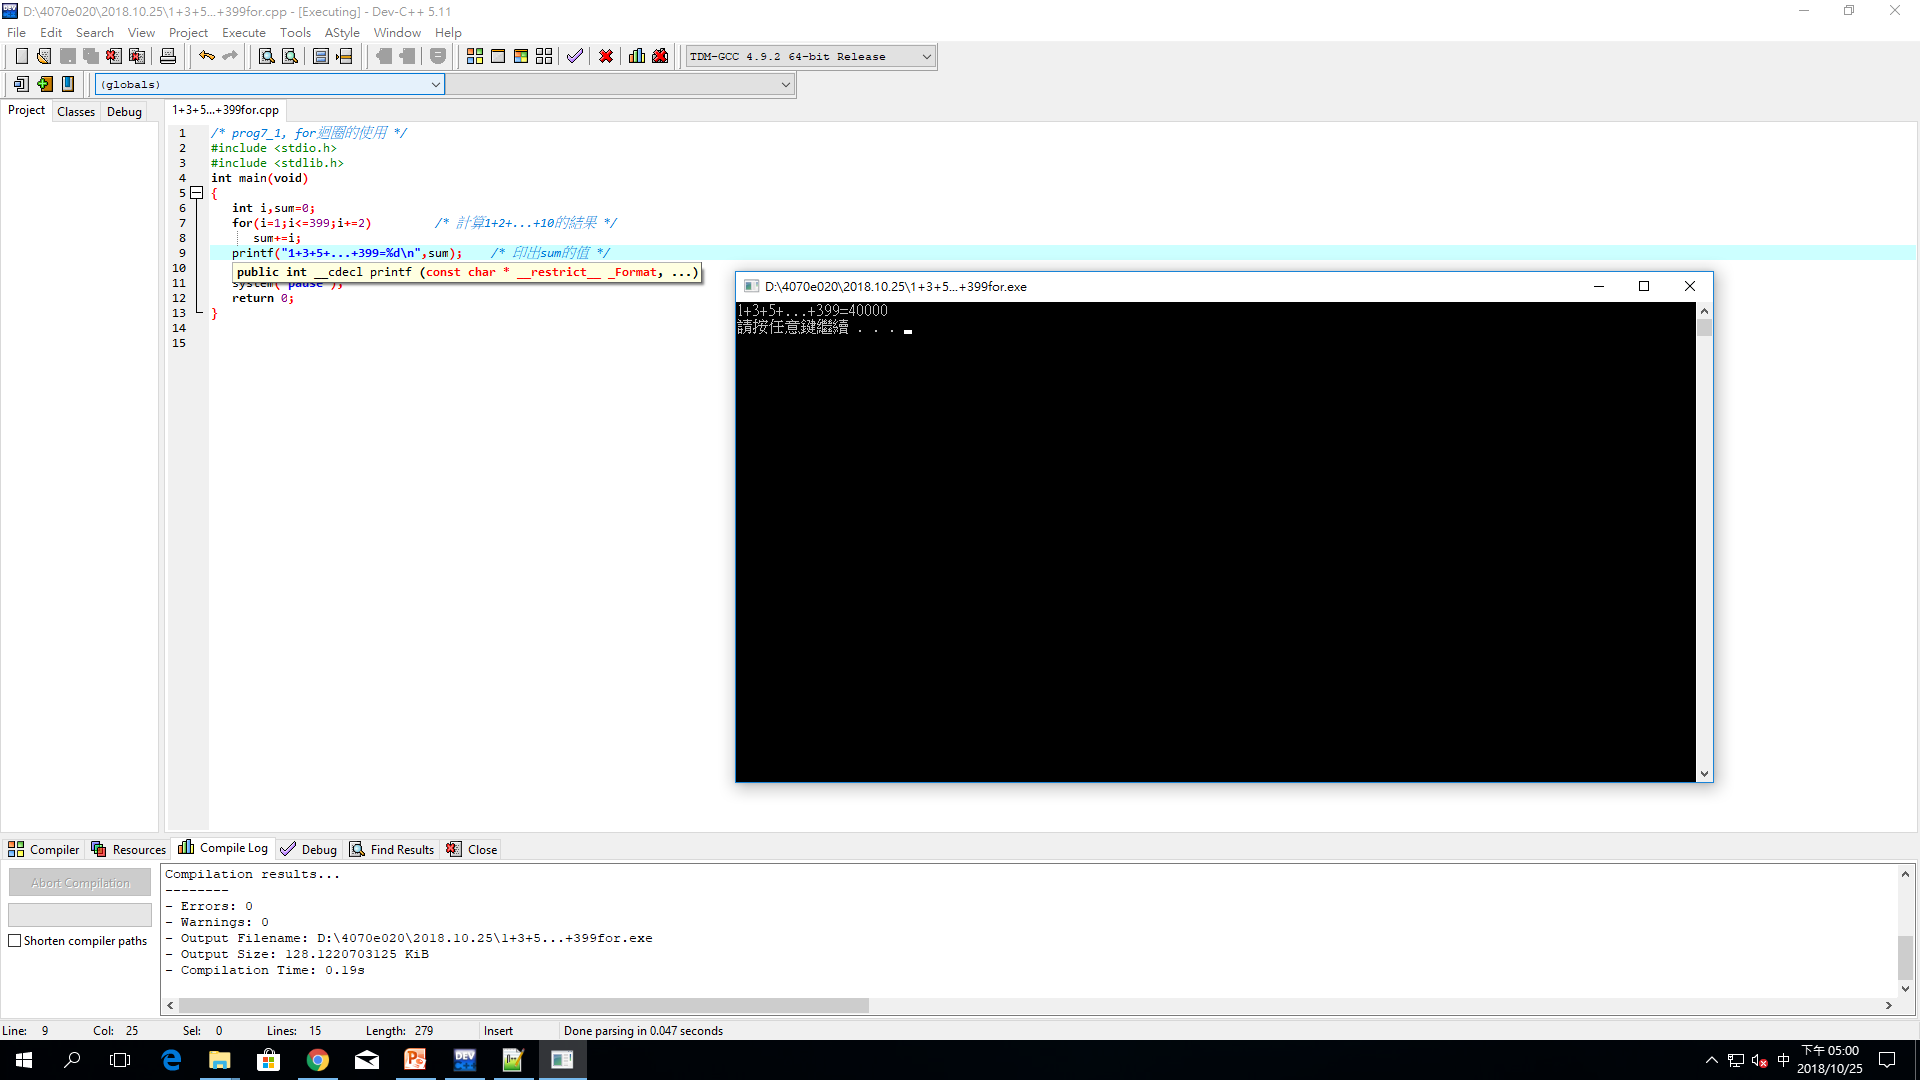 D:\4070e020\2018.10.25\1+3+5...+399for.cpp - [Executing] - Dev-C++ 5.11
File Edit Search View Project Execute Tools AStyle Window Help
TDM-GCC 4.9.2 64-bit Release
(globals)
Project Classes Debug
1+3+5...+399for.cpp
1 /* prog7_1, for迴圈的使用 */
2 #include <stdio.h>
3 #include <stdlib.h>
4 int main(void)
5 {
6 int i,sum=0;
7 for(i=1;i<=399;i+=2) /* 計算1+2+...+10的結果 */
8 sum+=i;
9 printf("1+3+5+...+399=%d\n",sum); /* 印出sum的值 */
10
public int __cdecl printf (const char * __restrict__ _Format, ...)
11 system("pause");
12 return 0;
13 }
14
15
D:\4070e020\2018.10.25\1+3+5...+399for.exe
1+3+5+...+399=40000
請按任意鍵繼續 . . .
Compiler Resources Compile Log Debug Find Results Close
Abort Compilation
Shorten compiler paths
Compilation results...
--------
- Errors: 0
- Warnings: 0
- Output Filename: D:\4070e020\2018.10.25\1+3+5...+399for.exe
- Output Size: 128.1220703125 KiB
- Compilation Time: 0.19s
Line: 9 Col: 25 Sel: 0 Lines: 15 Length: 279 Insert Done parsing in 0.047 seconds
DEV C++
中
下午 05:00
2018/10/25